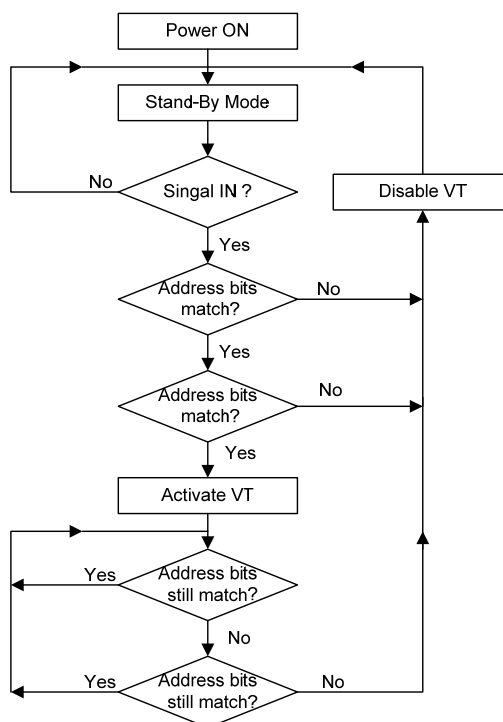 Power ON
Stand-By Mode
No
Singal IN ?
Disable VT
Yes
Address bits
match?
No
Yes
Address bits
match?
No
Yes
Activate VT
Yes
Address bits
still match?
No
Yes
Address bits
still match?
No